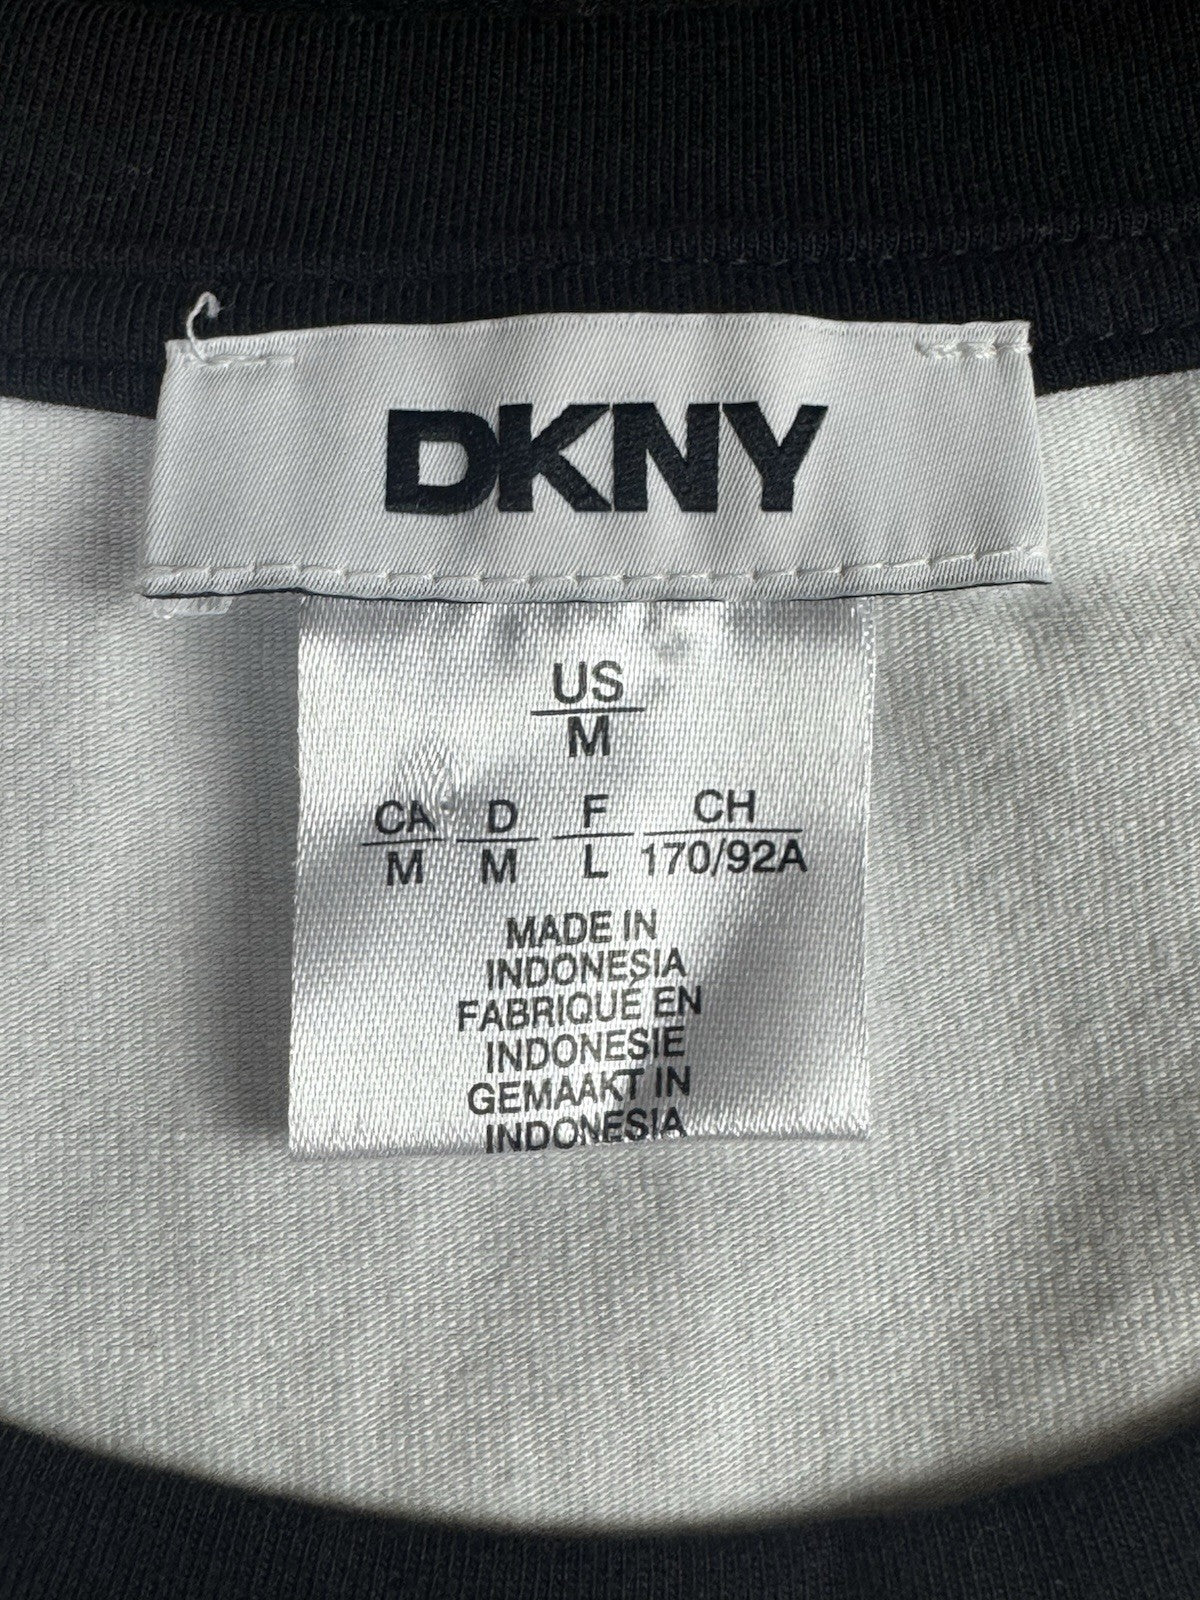 DKNY
US
M
CA D F CH
M M L 170/92A
MADE IN
INDONESIA
FABRIQUÉ EN
INDONESIE
GEMAAKT IN
INDONESIA